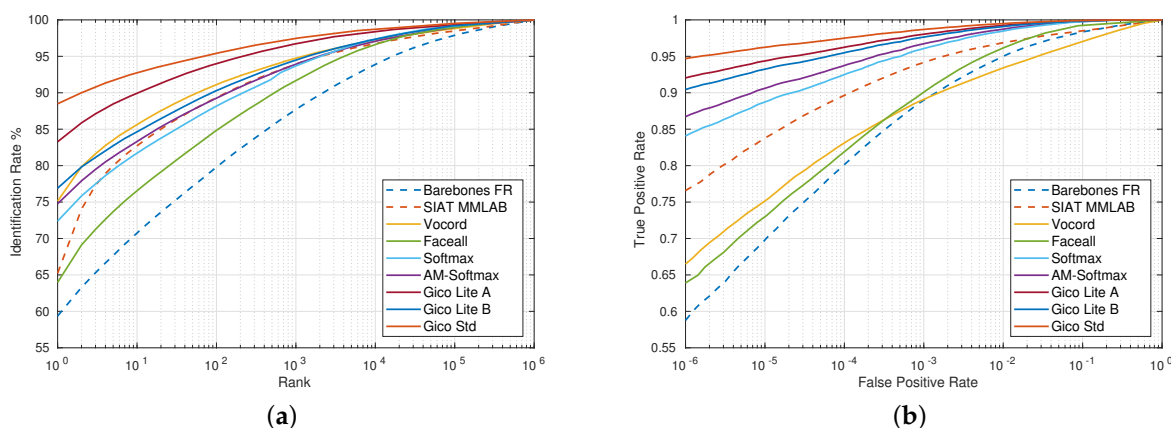 100
95
90
85
80
75
70
65
60
55
Identification Rate %
Barebones FR
SIAT MMLAB
Vocord
Faceall
Softmax
AM-Softmax
Gico Lite A
Gico Lite B
Gico Std
10^0 10^1 10^2 10^3 10^4 10^5 10^6
Rank
(a)
1
0.95
0.9
0.85
0.8
0.75
0.7
0.65
0.6
0.55
True Positive Rate
Barebones FR
SIAT MMLAB
Vocord
Faceall
Softmax
AM-Softmax
Gico Lite A
Gico Lite B
Gico Std
10^-6 10^-5 10^-4 10^-3 10^-2 10^-1 10^0
False Positive Rate
(b)